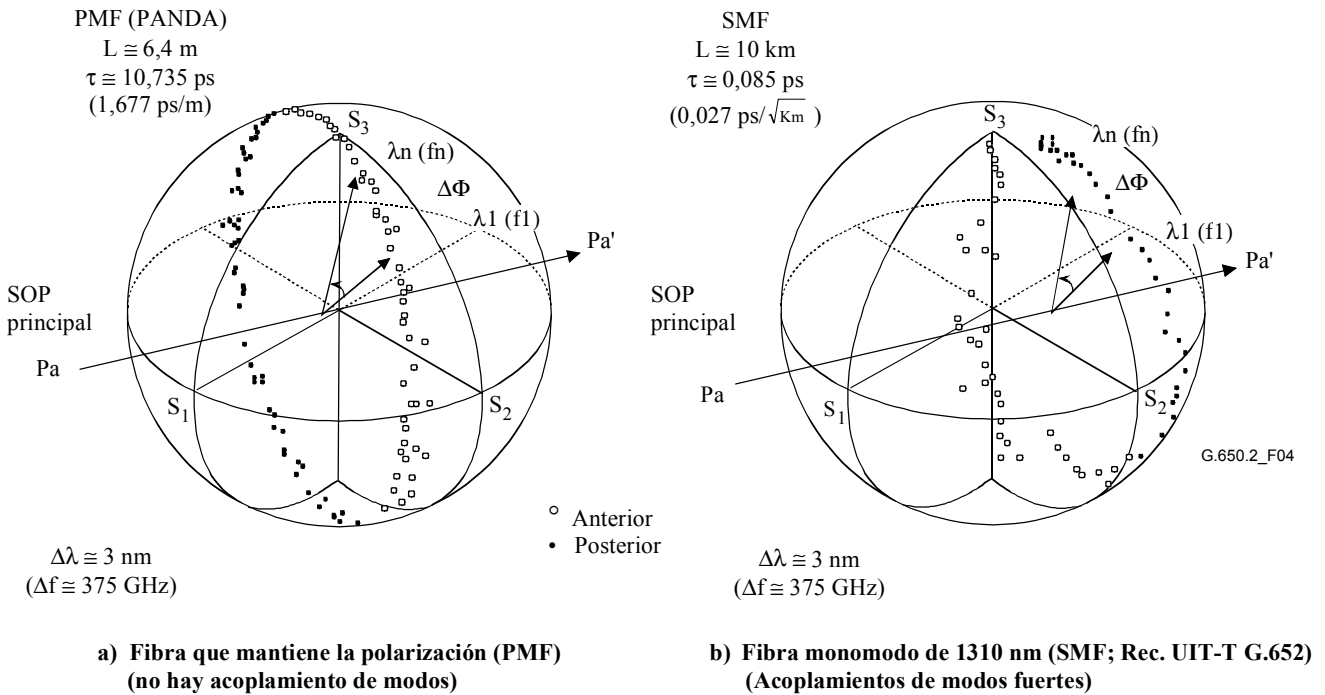 PMF (PANDA)
L ≅ 6,4 m
τ ≅ 10,735 ps
(1,677 ps/m)
S3
λn (fn)
ΔΦ
λ1 (f1)
Pa'
SOP
principal
Pa
S1
S2
Δλ ≅ 3 nm
(Δf ≅ 375 GHz)
Anterior
Posterior
SMF
L ≅ 10 km
τ ≅ 0,085 ps
(0,027 ps/√Km )
S3
λn (fn)
ΔΦ
λ1 (f1)
Pa'
SOP
principal
Pa
S1
S2
G.650.2_F04
Δλ ≅ 3 nm
(Δf ≅ 375 GHz)
a) Fibra que mantiene la polarización (PMF)
(no hay acoplamiento de modos)
b) Fibra monomodo de 1310 nm (SMF; Rec. UIT-T G.652)
(Acoplamientos de modos fuertes)